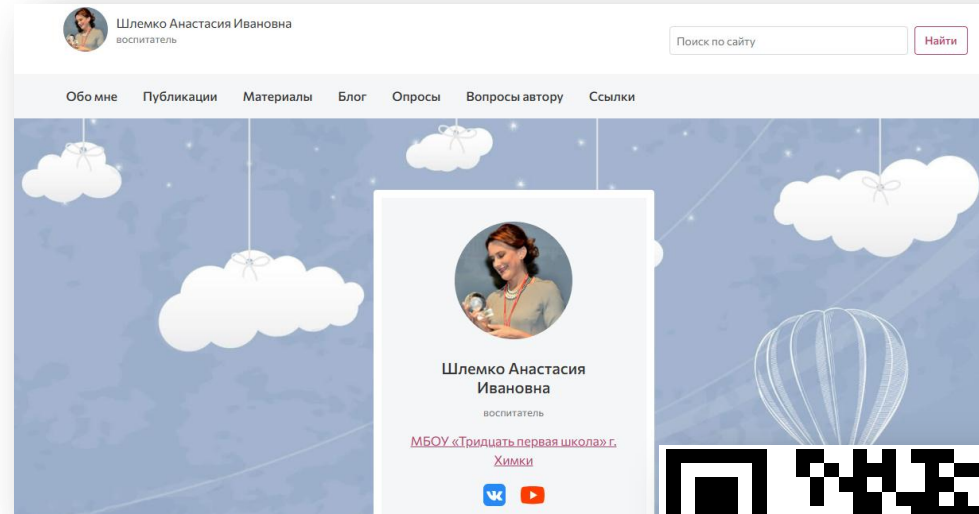 Шлемко Анастасия Ивановна
воспитатель
Поиск по сайту
Найти
Обо мне Публикации Материалы Блог Опросы Вопросы автору Ссылки
Шлемко Анастасия
Ивановна
воспитатель
МБОУ «Тридцать первая школа» г.
Химки